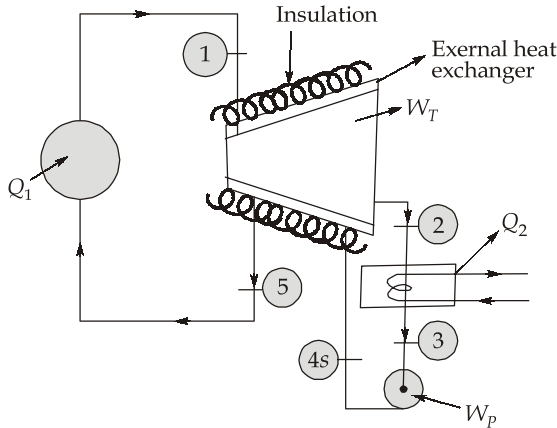 Insulation
1
Exernal heat
exchanger
W_T
Q_1
2
Q_2
5
3
4s
W_P